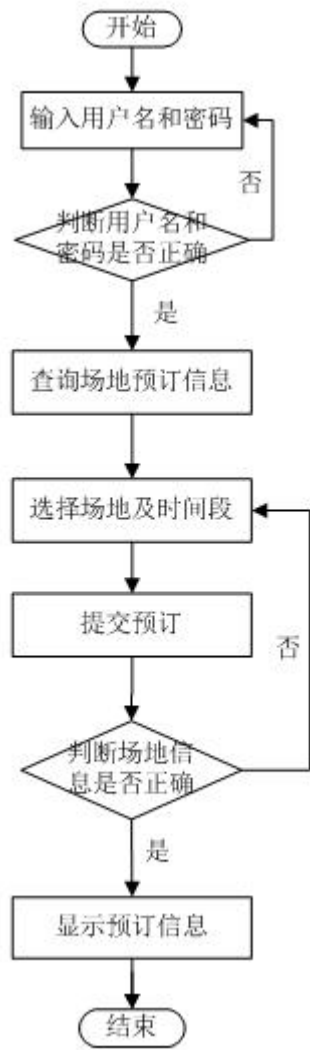 开始
输入用户名和密码
否
判断用户名和
密码是否正确
是
查询场地预订信息
选择场地及时间段
提交预订
否
判断场地信
息是否正确
是
显示预订信息
结束